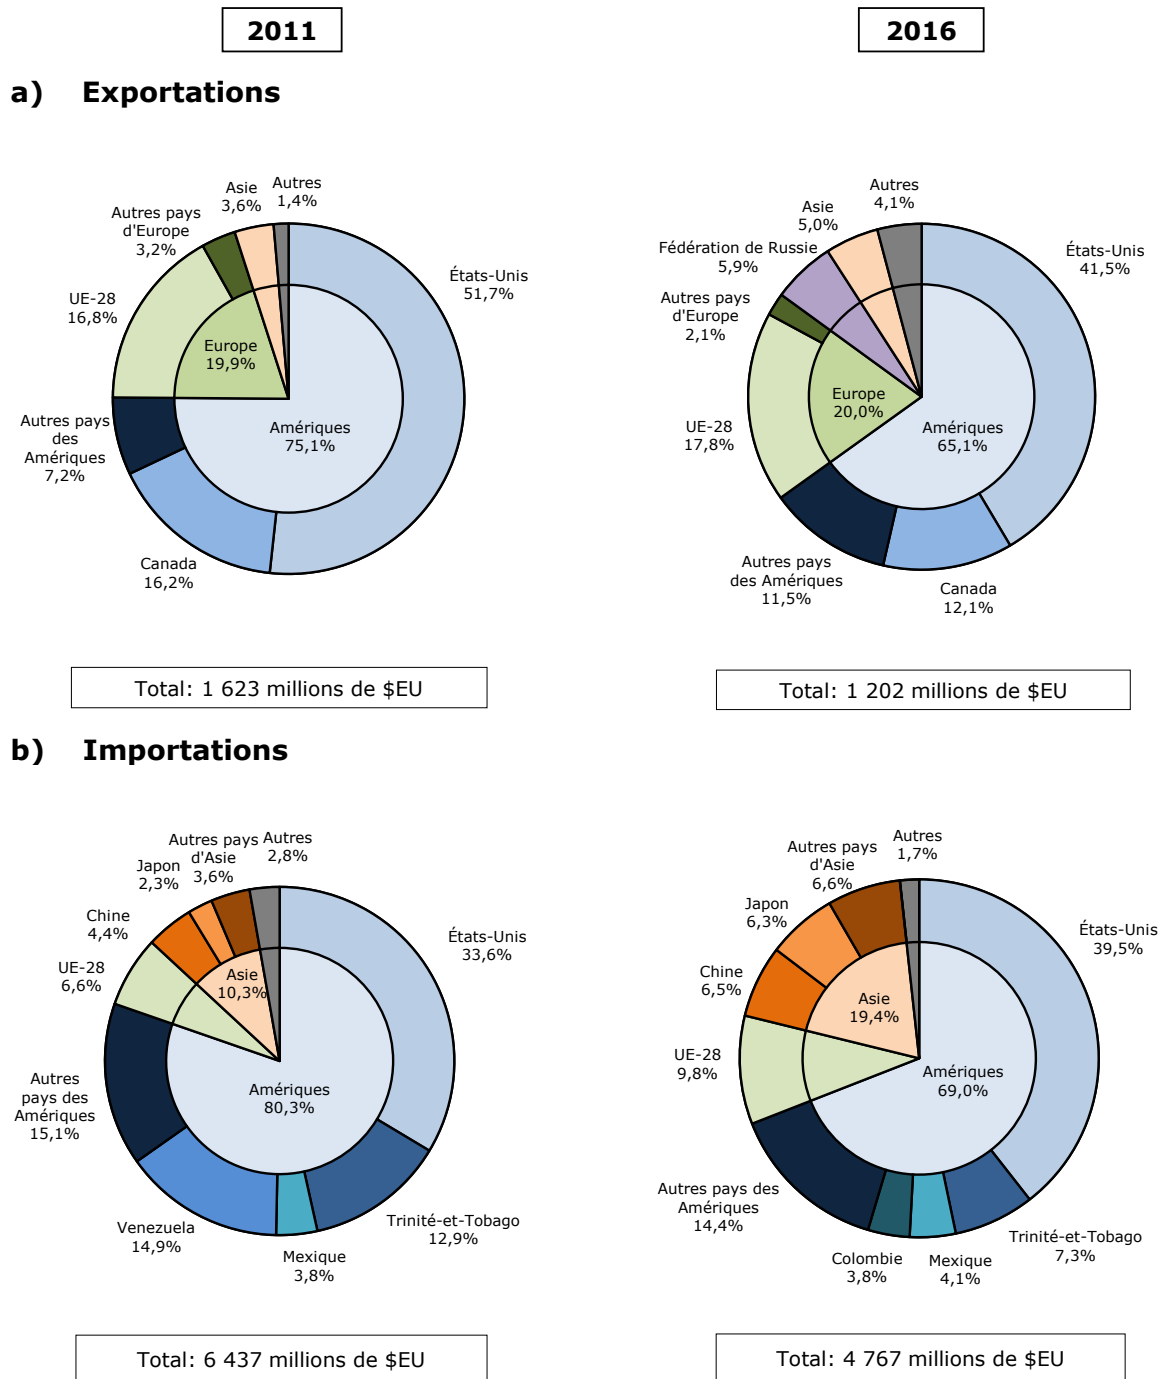 2011
2016
a) Exportations
Autres
1,4%
Asie
3,6%
Autres pays
d'Europe
3,2%
UE-28
16,8%
Europe
19,9%
États-Unis
51,7%
Amériques
75,1%
Autres pays
des
Amériques
7,2%
Canada
16,2%
Total: 1 623 millions de $EU
Autres
4,1%
Asie
5,0%
Fédération de Russie
5,9%
Autres pays
d'Europe
2,1%
UE-28
17,8%
Europe
20,0%
États-Unis
41,5%
Amériques
65,1%
Autres pays
des Amériques
11,5%
Canada
12,1%
Total: 1 202 millions de $EU
b) Importations
Autres
2,8%
Autres pays
d'Asie
3,6%
Japon
2,3%
Chine
4,4%
UE-28
6,6%
Asie
10,3%
États-Unis
33,6%
Amériques
80,3%
Autres
pays des
Amériques
15,1%
Venezuela
14,9%
Mexique
3,8%
Trinité-et-Tobago
12,9%
Total: 6 437 millions de $EU
Autres
1,7%
Autres pays
d'Asie
6,6%
Japon
6,3%
Chine
6,5%
UE-28
9,8%
Asie
19,4%
États-Unis
39,5%
Amériques
69,0%
Autres pays des
Amériques
14,4%
Colombie
3,8%
Mexique
4,1%
Trinité-et-Tobago
7,3%
Total: 4 767 millions de $EU